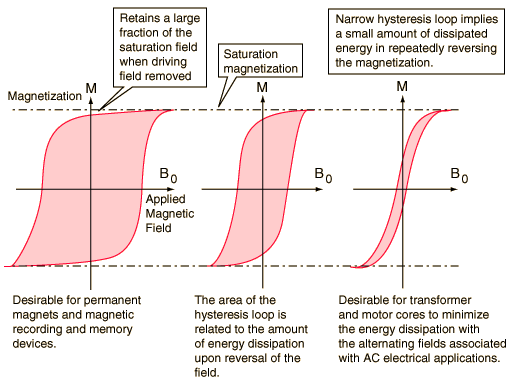 Retains a large
fraction of the
saturation field
when driving
field removed
Saturation
magnetization
Narrow hysteresis loop implies
a small amount of dissipated
energy in repeatedly reversing
the magnetization.
Magnetization
M
M
M
B0
B0
B0
Applied
Magnetic
Field
Desirable for permanent
magnets and magnetic
recording and memory
devices.
The area of the
hysteresis loop is
related to the amount
of energy dissipation
upon reversal of the
field.
Desirable for transformer
and motor cores to minimize
the energy dissipation with
the alternating fields associated
with AC electrical applications.